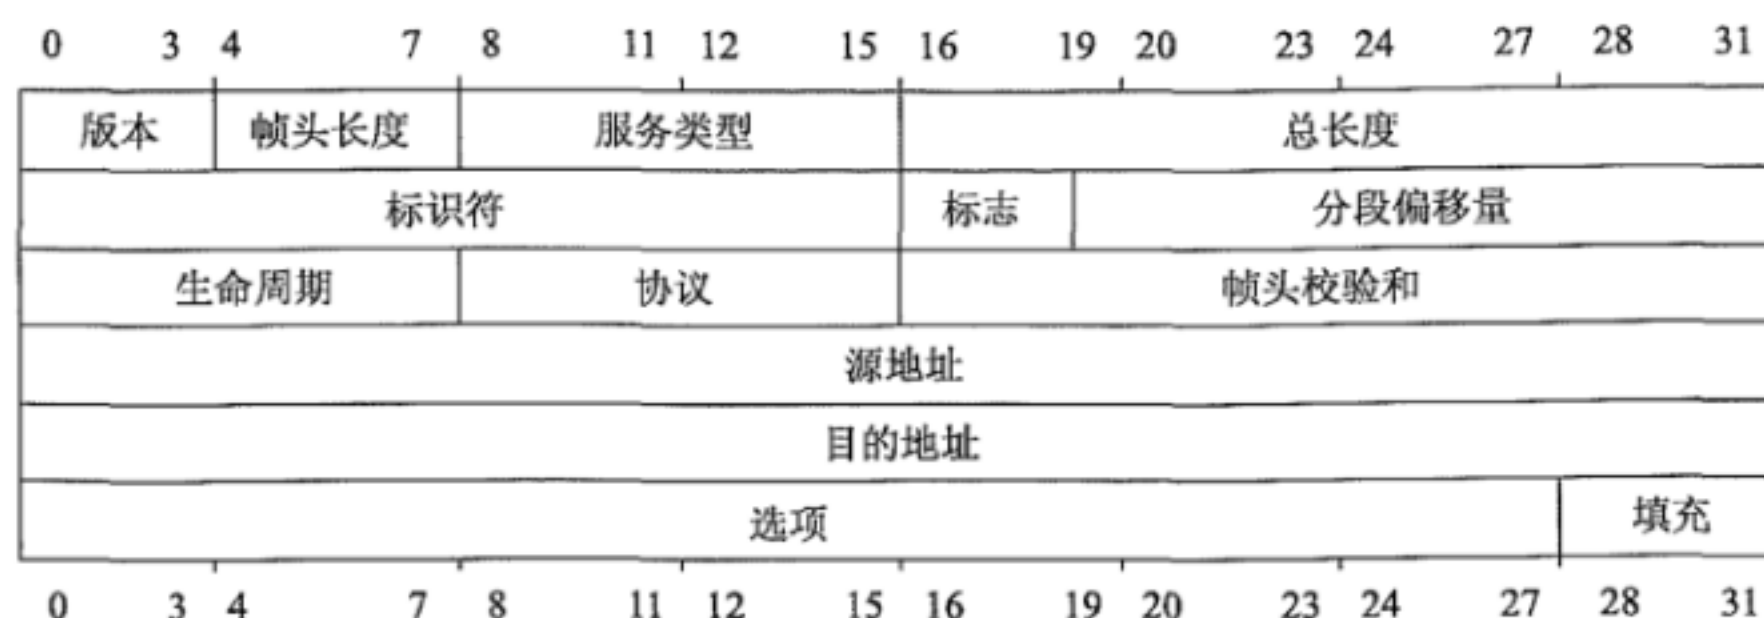 0 3 4 7 8 11 12 15 16 19 20 23 24 27 28 31
版本 帧头长度 服务类型 总长度
标识符 标志 分段偏移量
生命周期 协议 帧头校验和
源地址
目的地址
选项 填充
0 3 4 7 8 11 12 15 16 19 20 23 24 27 28 31